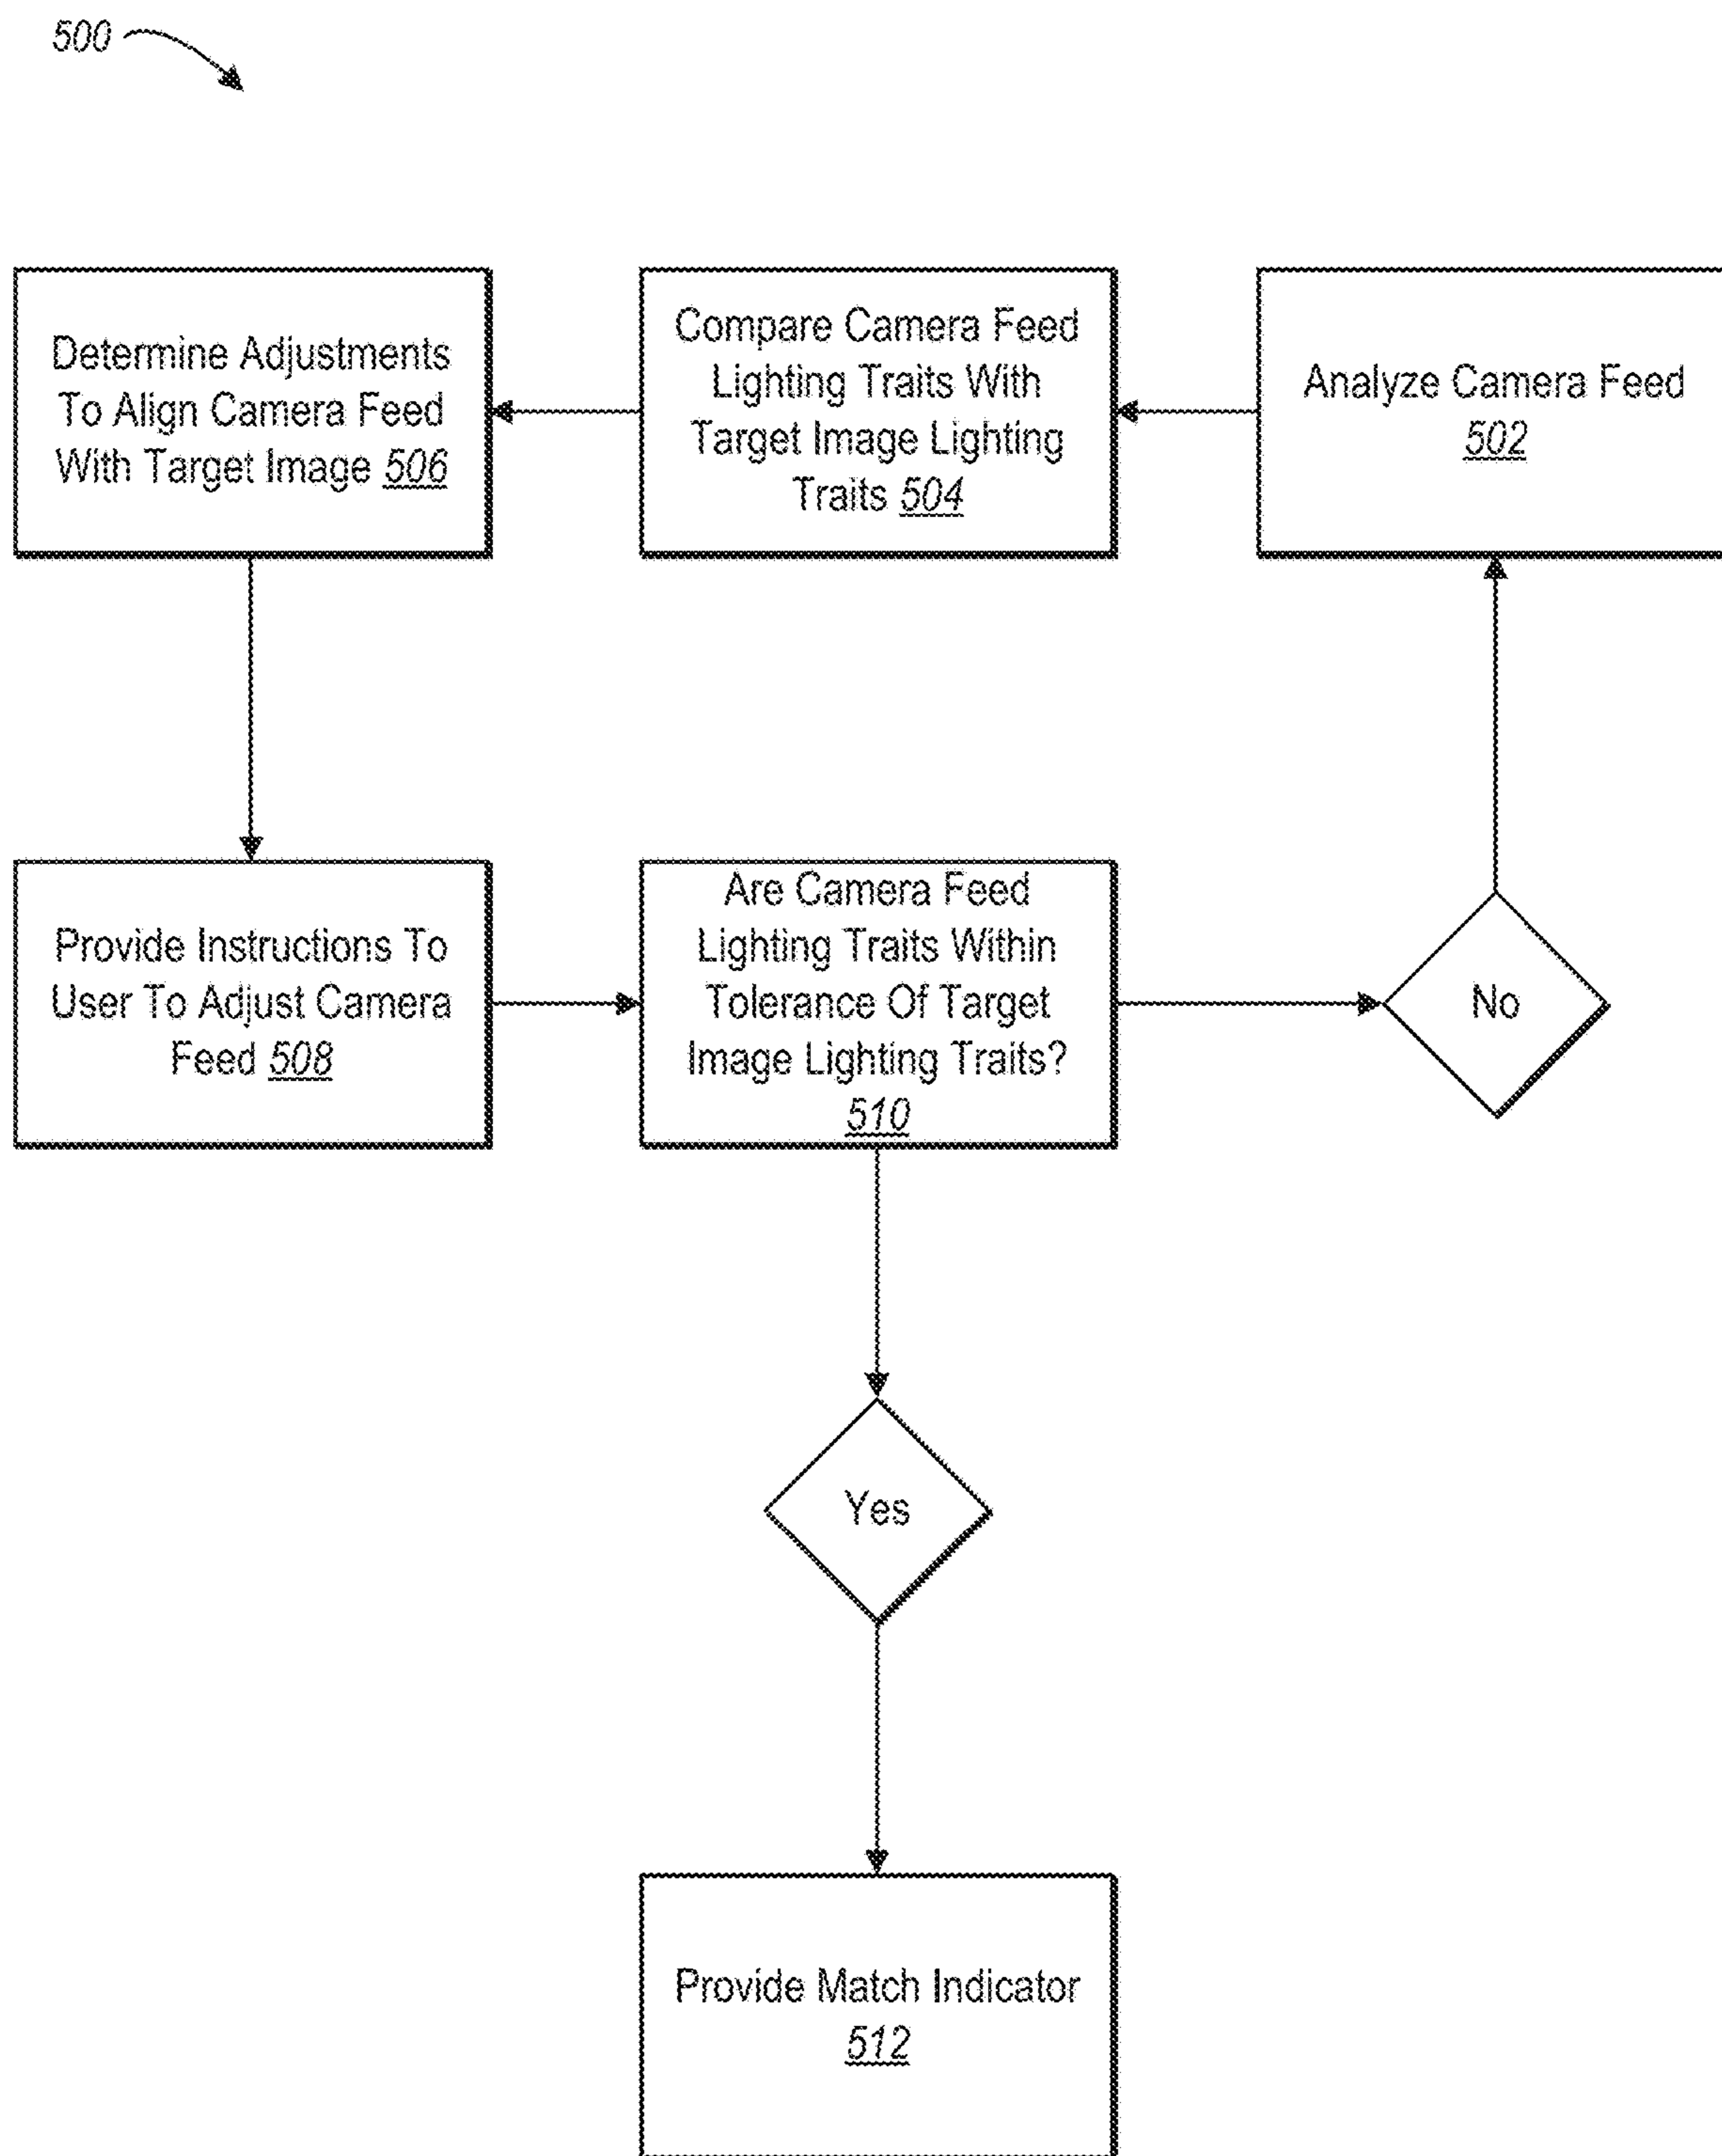 500
Determine Adjustments
To Align Camera Feed
With Target Image 506
Compare Camera Feed
Lighting Traits With
Target Image Lighting
Traits 504
Analyze Camera Feed
502
Provide Instructions To
User To Adjust Camera
Feed 508
Are Camera Feed
Lighting Traits Within
Tolerance Of Target
Image Lighting Traits?
510
No
Yes
Provide Match Indicator
512